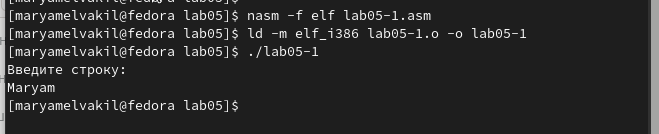 [maryamelvakil@fedora lab05]$ nasm -f elf lab05-1.asm
[maryamelvakil@fedora lab05]$ ld -m elf_i386 lab05-1.o -o lab05-1
[maryamelvakil@fedora lab05]$ ./lab05-1
Введите строку:
Maryam
[maryamelvakil@fedora lab05]$